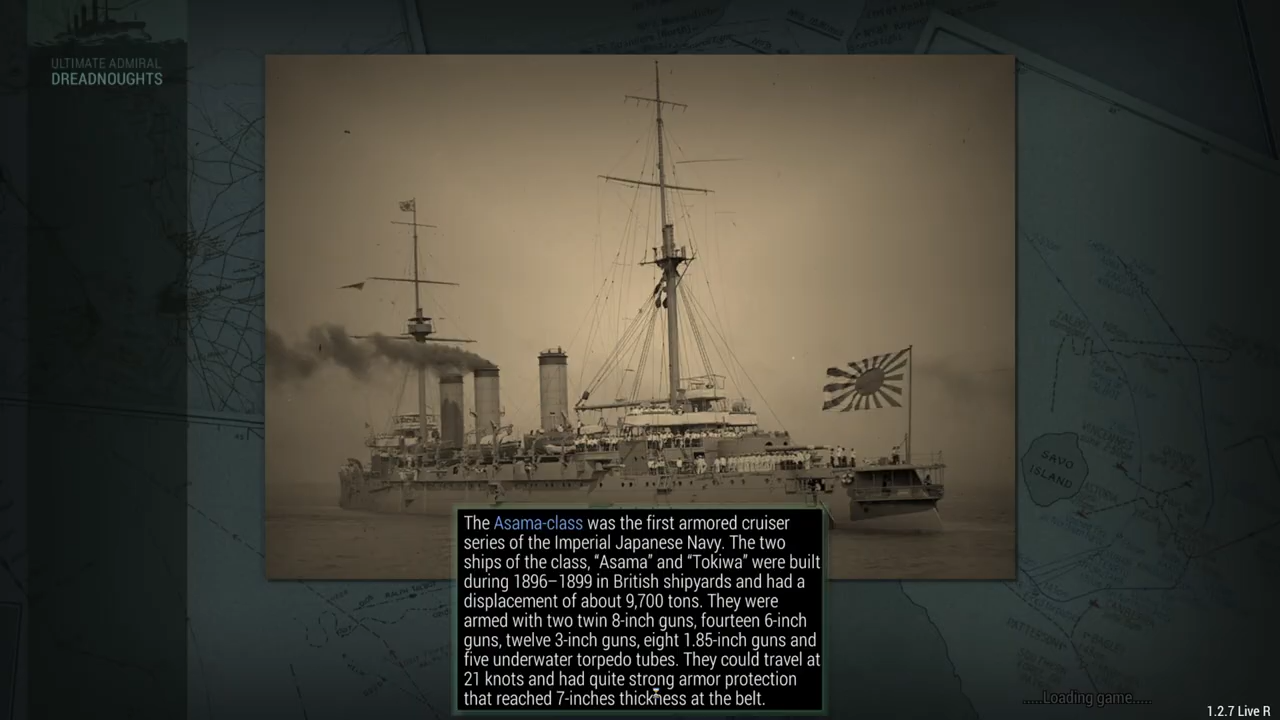 ULTIMATE ADMIRAL
DREADNOUGHTS
SAVO
ISLAND
The Asama-class was the first armored cruiser
series of the Imperial Japanese Navy. The two
ships of the class, “Asama” and “Tokiwa” were built
during 1896–1899 in British shipyards and had a
displacement of about 9,700 tons. They were
armed with two twin 8-inch guns, fourteen 6-inch
guns, twelve 3-inch guns, eight 1.85-inch guns and
five underwater torpedo tubes. They could travel at
21 knots and had quite strong armor protection
that reached 7-inches thickness at the belt.
.....Loading game.....
1.2.7 Live R